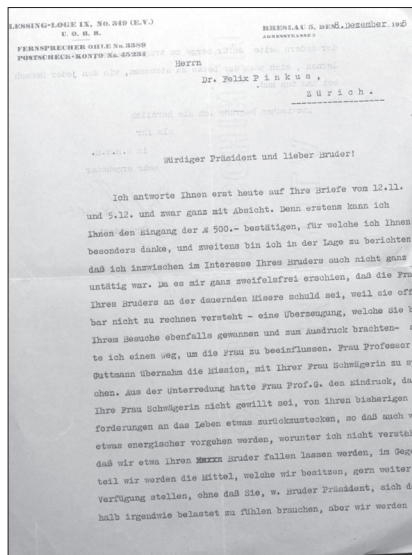 LESSING-LOGE IX, No. 349 (E.V.)
U. O. B. B.
FERNSPRECHER OHLE No. 3389
POSTSCHECK-KONTO No. 45234
BRESLAU 5, DEN 8. Dezember 192
AGNESSTRASSE 5
Herrn
Dr. Felix Pinkus,
Zürich.
Würdiger Präsident und lieber Bruder!
Ich antworte Ihnen erst heute auf Ihre Briefe vom 12.11.
und 5.12. und zwar ganz mit Absicht. Denn erstens kann ich
Ihnen den Eingang der M 500.- bestätigen, für welche ich Ihnen
besonders danke, und zweitens bin ich in der Lage zu berichten
daß ich inzwischen im Interesse Ihres Bruders auch nicht ganz
untätig war. Da es mir ganz zweifelsfrei erschien, daß die Fra
Ihres Bruders an der dauernden Misere schuld sei, weil sie off
bar nicht zu rechnen versteht - eine Überzeugung, welche Sie b
Ihrem Besuche ebenfalls gewonnen und zum Ausdruck brachten-
te ich einen Weg, um die Frau zu beeinflussen. Frau Professor
Guttmann übernahm die Mission, mit Ihrer Frau Schwägerin zu s
chen. Aus der Unterredung hatte Frau Prof.G. den Eindruck, da
Ihre Frau Schwägerin nicht gewillt sei, von ihren bisherigen
forderungen an das Leben etwas zurückzustecken, so daß auch w
etwas energischer vorgehen werden, worunter ich nicht versteh
daß wir etwa Ihren Bruder fallen lassen werden, im Gege
teil wir werden die Mittel, welche wir besitzen, gern weiter
Verfügung stellen, ohne daß Sie, w. Bruder Präsident, sich d
halb irgendwie belastet zu fühlen brauchen, aber wir werden